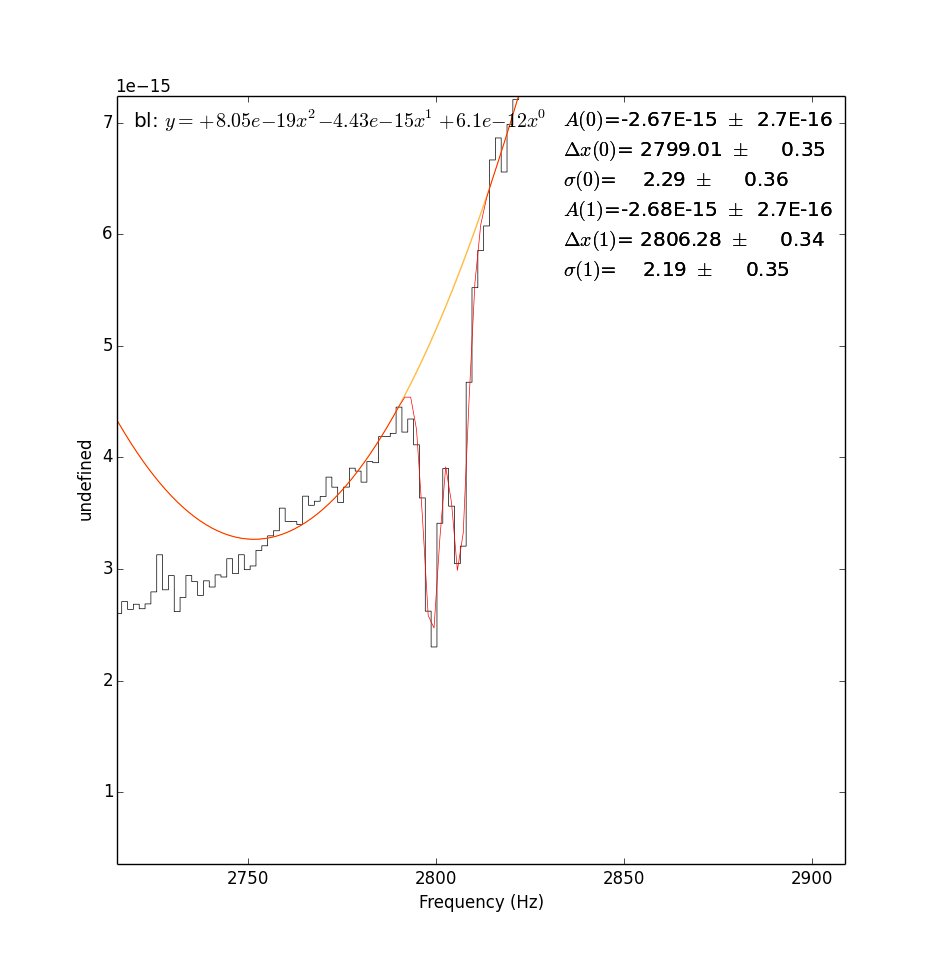 1e−15
bl: y = +8.05e−19x² −4.43e−15x¹ +6.1e−12x⁰
A(0)=-2.67E-15 ± 2.7E-16
Δx(0)= 2799.01 ± 0.35
σ(0)= 2.29 ± 0.36
A(1)=-2.68E-15 ± 2.7E-16
Δx(1)= 2806.28 ± 0.34
σ(1)= 2.19 ± 0.35
7
6
5
4
3
2
1
undefined
2750 2800 2850 2900
Frequency (Hz)